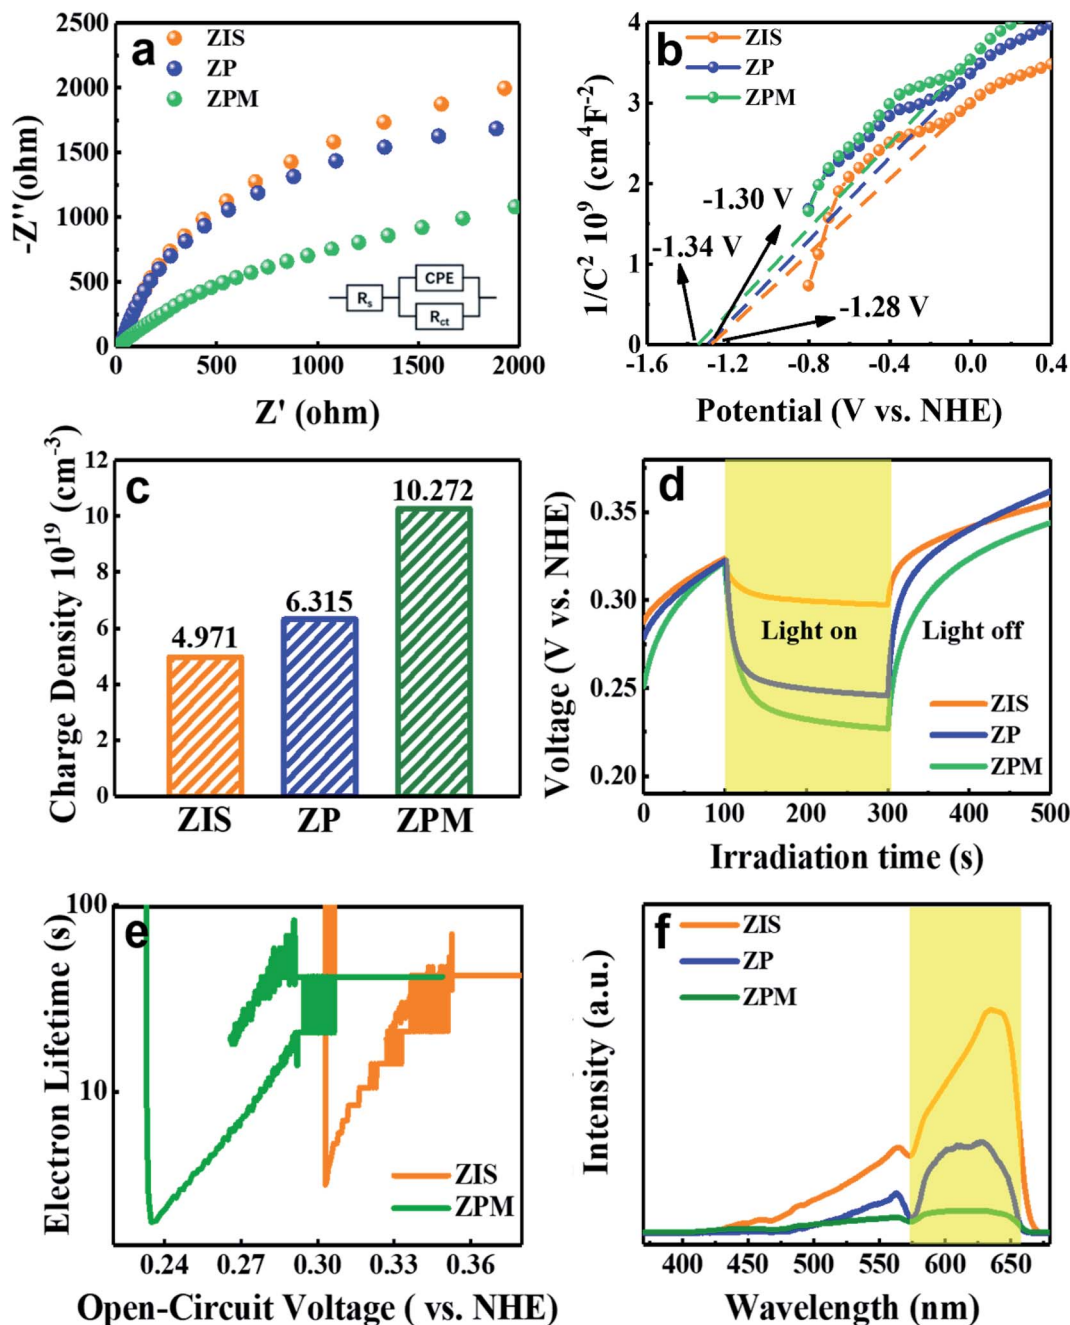 a
ZIS
ZP
ZPM
2500
2000
1500
1000
500
0
-Z''(ohm)
Rs
CPE
Rct
0
500
1000
1500
2000
Z' (ohm)
b
ZIS
ZP
ZPM
4
3
2
1
0
1/C² 10⁹ (cm⁴F⁻²)
-1.30 V
-1.34 V
-1.28 V
-1.6
-1.2
-0.8
-0.4
0.0
0.4
Potential (V vs. NHE)
c
12
10
8
6
4
2
0
Charge Density 10¹⁹ (cm⁻³)
4.971
6.315
10.272
ZIS
ZP
ZPM
d
0.35
0.30
0.25
0.20
Voltage (V vs. NHE)
Light on
Light off
ZIS
ZP
ZPM
0
100
200
300
400
500
Irradiation time (s)
e
100
10
Electron Lifetime (s)
ZIS
ZPM
0.24
0.27
0.30
0.33
0.36
Open-Circuit Voltage ( vs. NHE)
f
ZIS
ZP
ZPM
Intensity (a.u.)
400
450
500
550
600
650
Wavelength (nm)